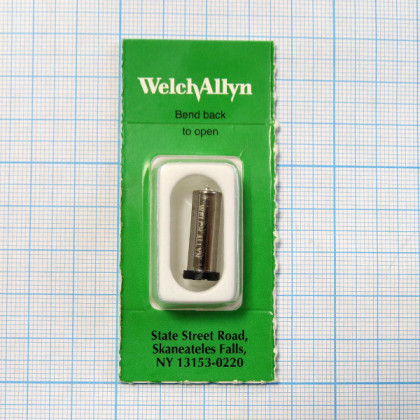 WelchAllyn
Bend back
to open
State Street Road,
Skaneateles Falls,
NY 13153-0220